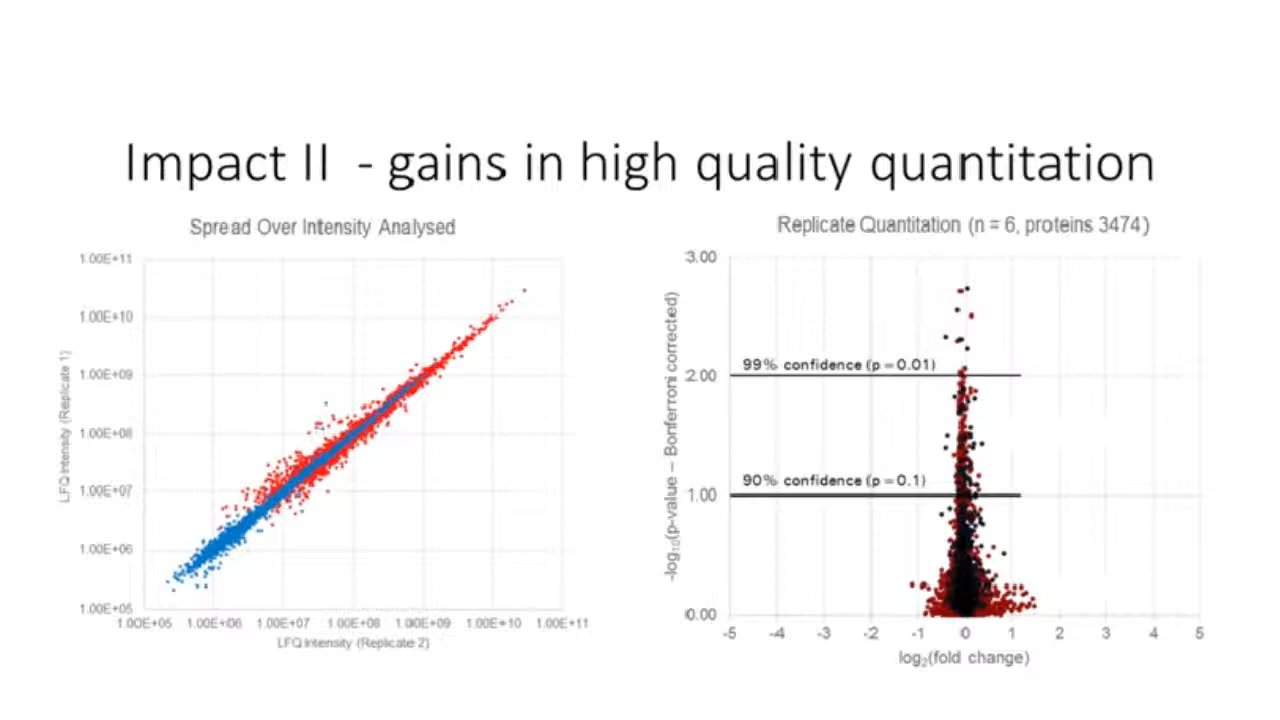 Impact II - gains in high quality quantitation
Spread Over Intensity Analysed
1.00E+11
1.00E+10
1.00E+09
1.00E+08
1.00E+07
1.00E+06
1.00E+05
LFQ Intensity (Replicate 1)
1.00E+05 1.00E+06 1.00E+07 1.00E+08 1.00E+09 1.00E+10 1.00E+11
LFQ Intensity (Replicate 2)
Replicate Quantitation (n = 6, proteins 3474)
3.00
2.00
1.00
0.00
-log₁₀(p-value – Bonferroni corrected)
99% confidence (p = 0.01)
90% confidence (p = 0.1)
-5 -4 -3 -2 -1 0 1 2 3 4 5
log₂(fold change)